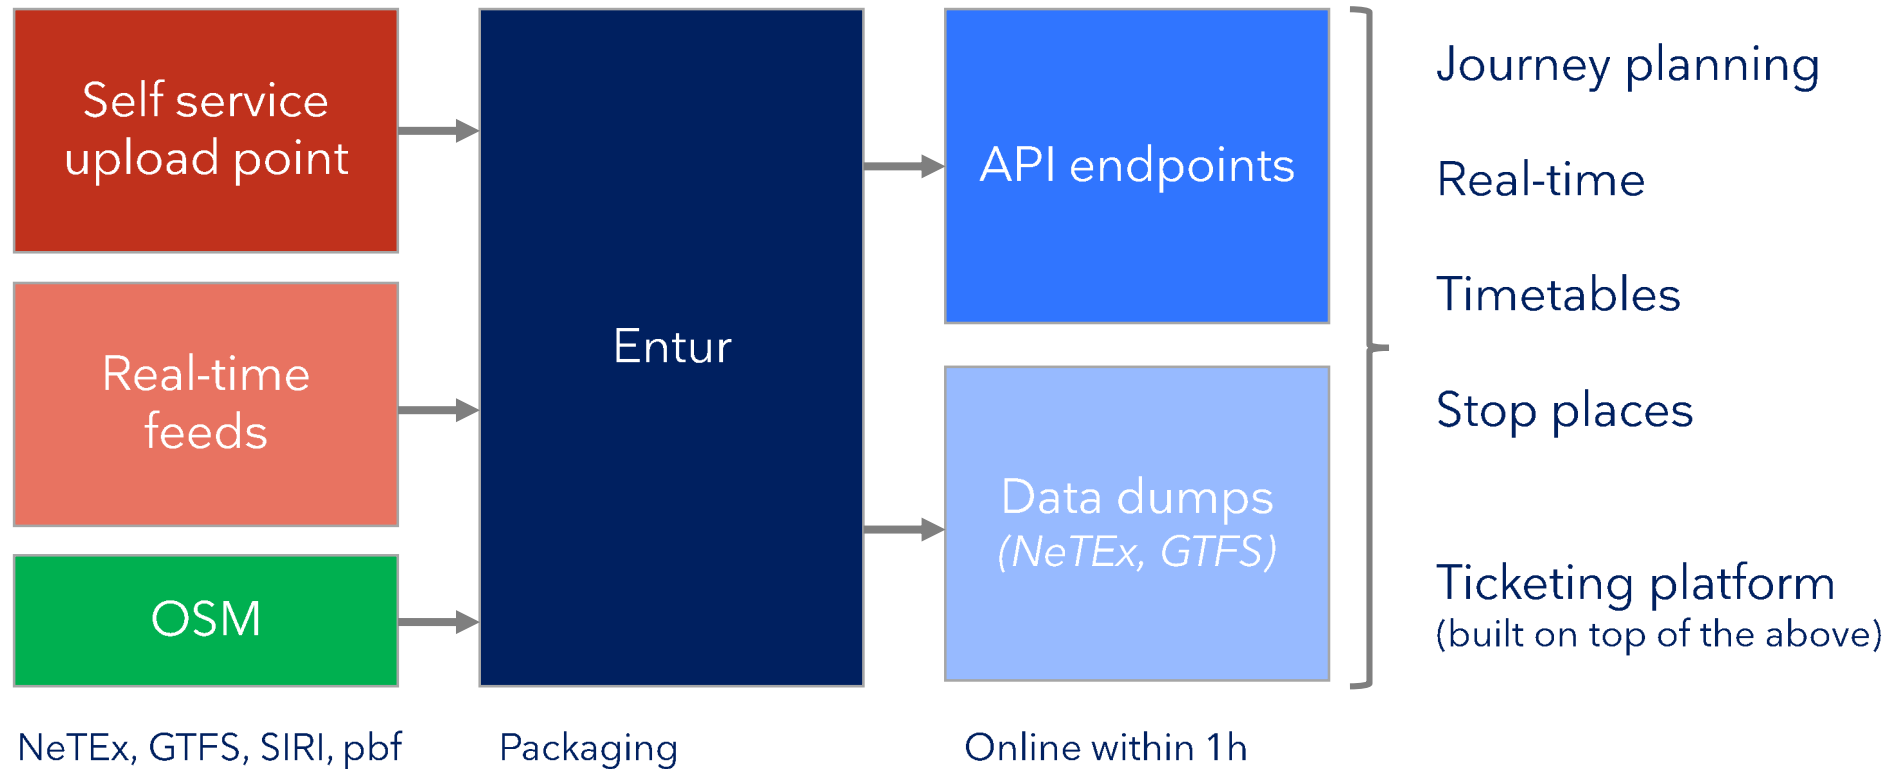 Self service
upload point
Real-time
feeds
OSM
NeTEx, GTFS, SIRI, pbf
Entur
Packaging
API endpoints
Data dumps
(NeTEx, GTFS)
Online within 1h
Journey planning
Real-time
Timetables
Stop places
Ticketing platform
(built on top of the above)